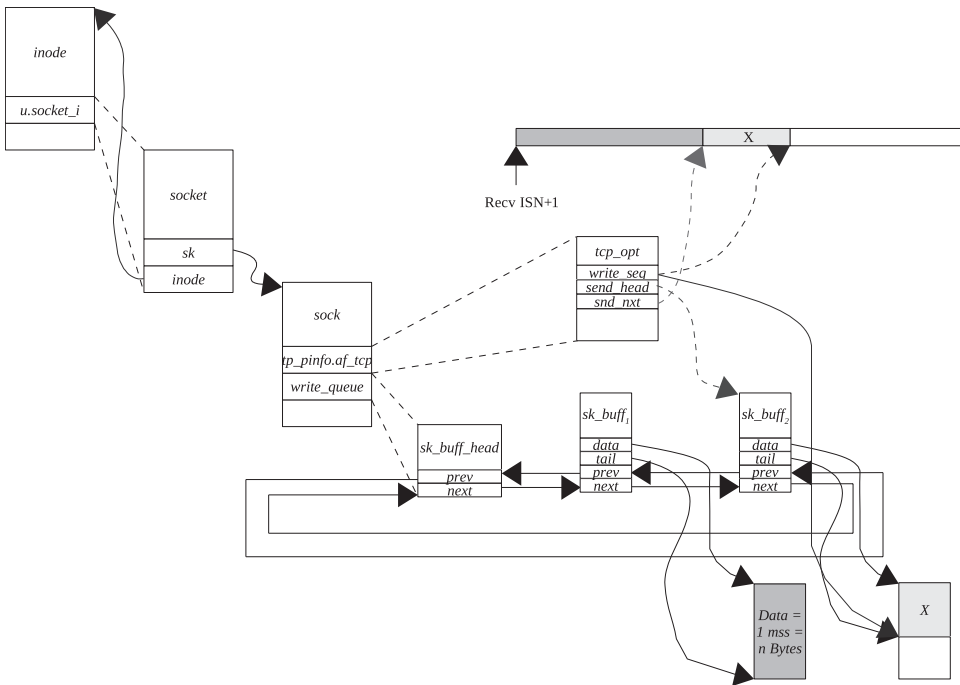 inode
u.socket_i
socket
sk
inode
X
Recv ISN+1
tcp_opt
write_seq
send_head
snd_nxt
sock
tp_pinfo.af_tcp
write_queue
sk_buff_head
prev
next
sk_buff1
data
tail
prev
next
sk_buff2
data
tail
prev
next
Data =
1 mss =
n Bytes
X